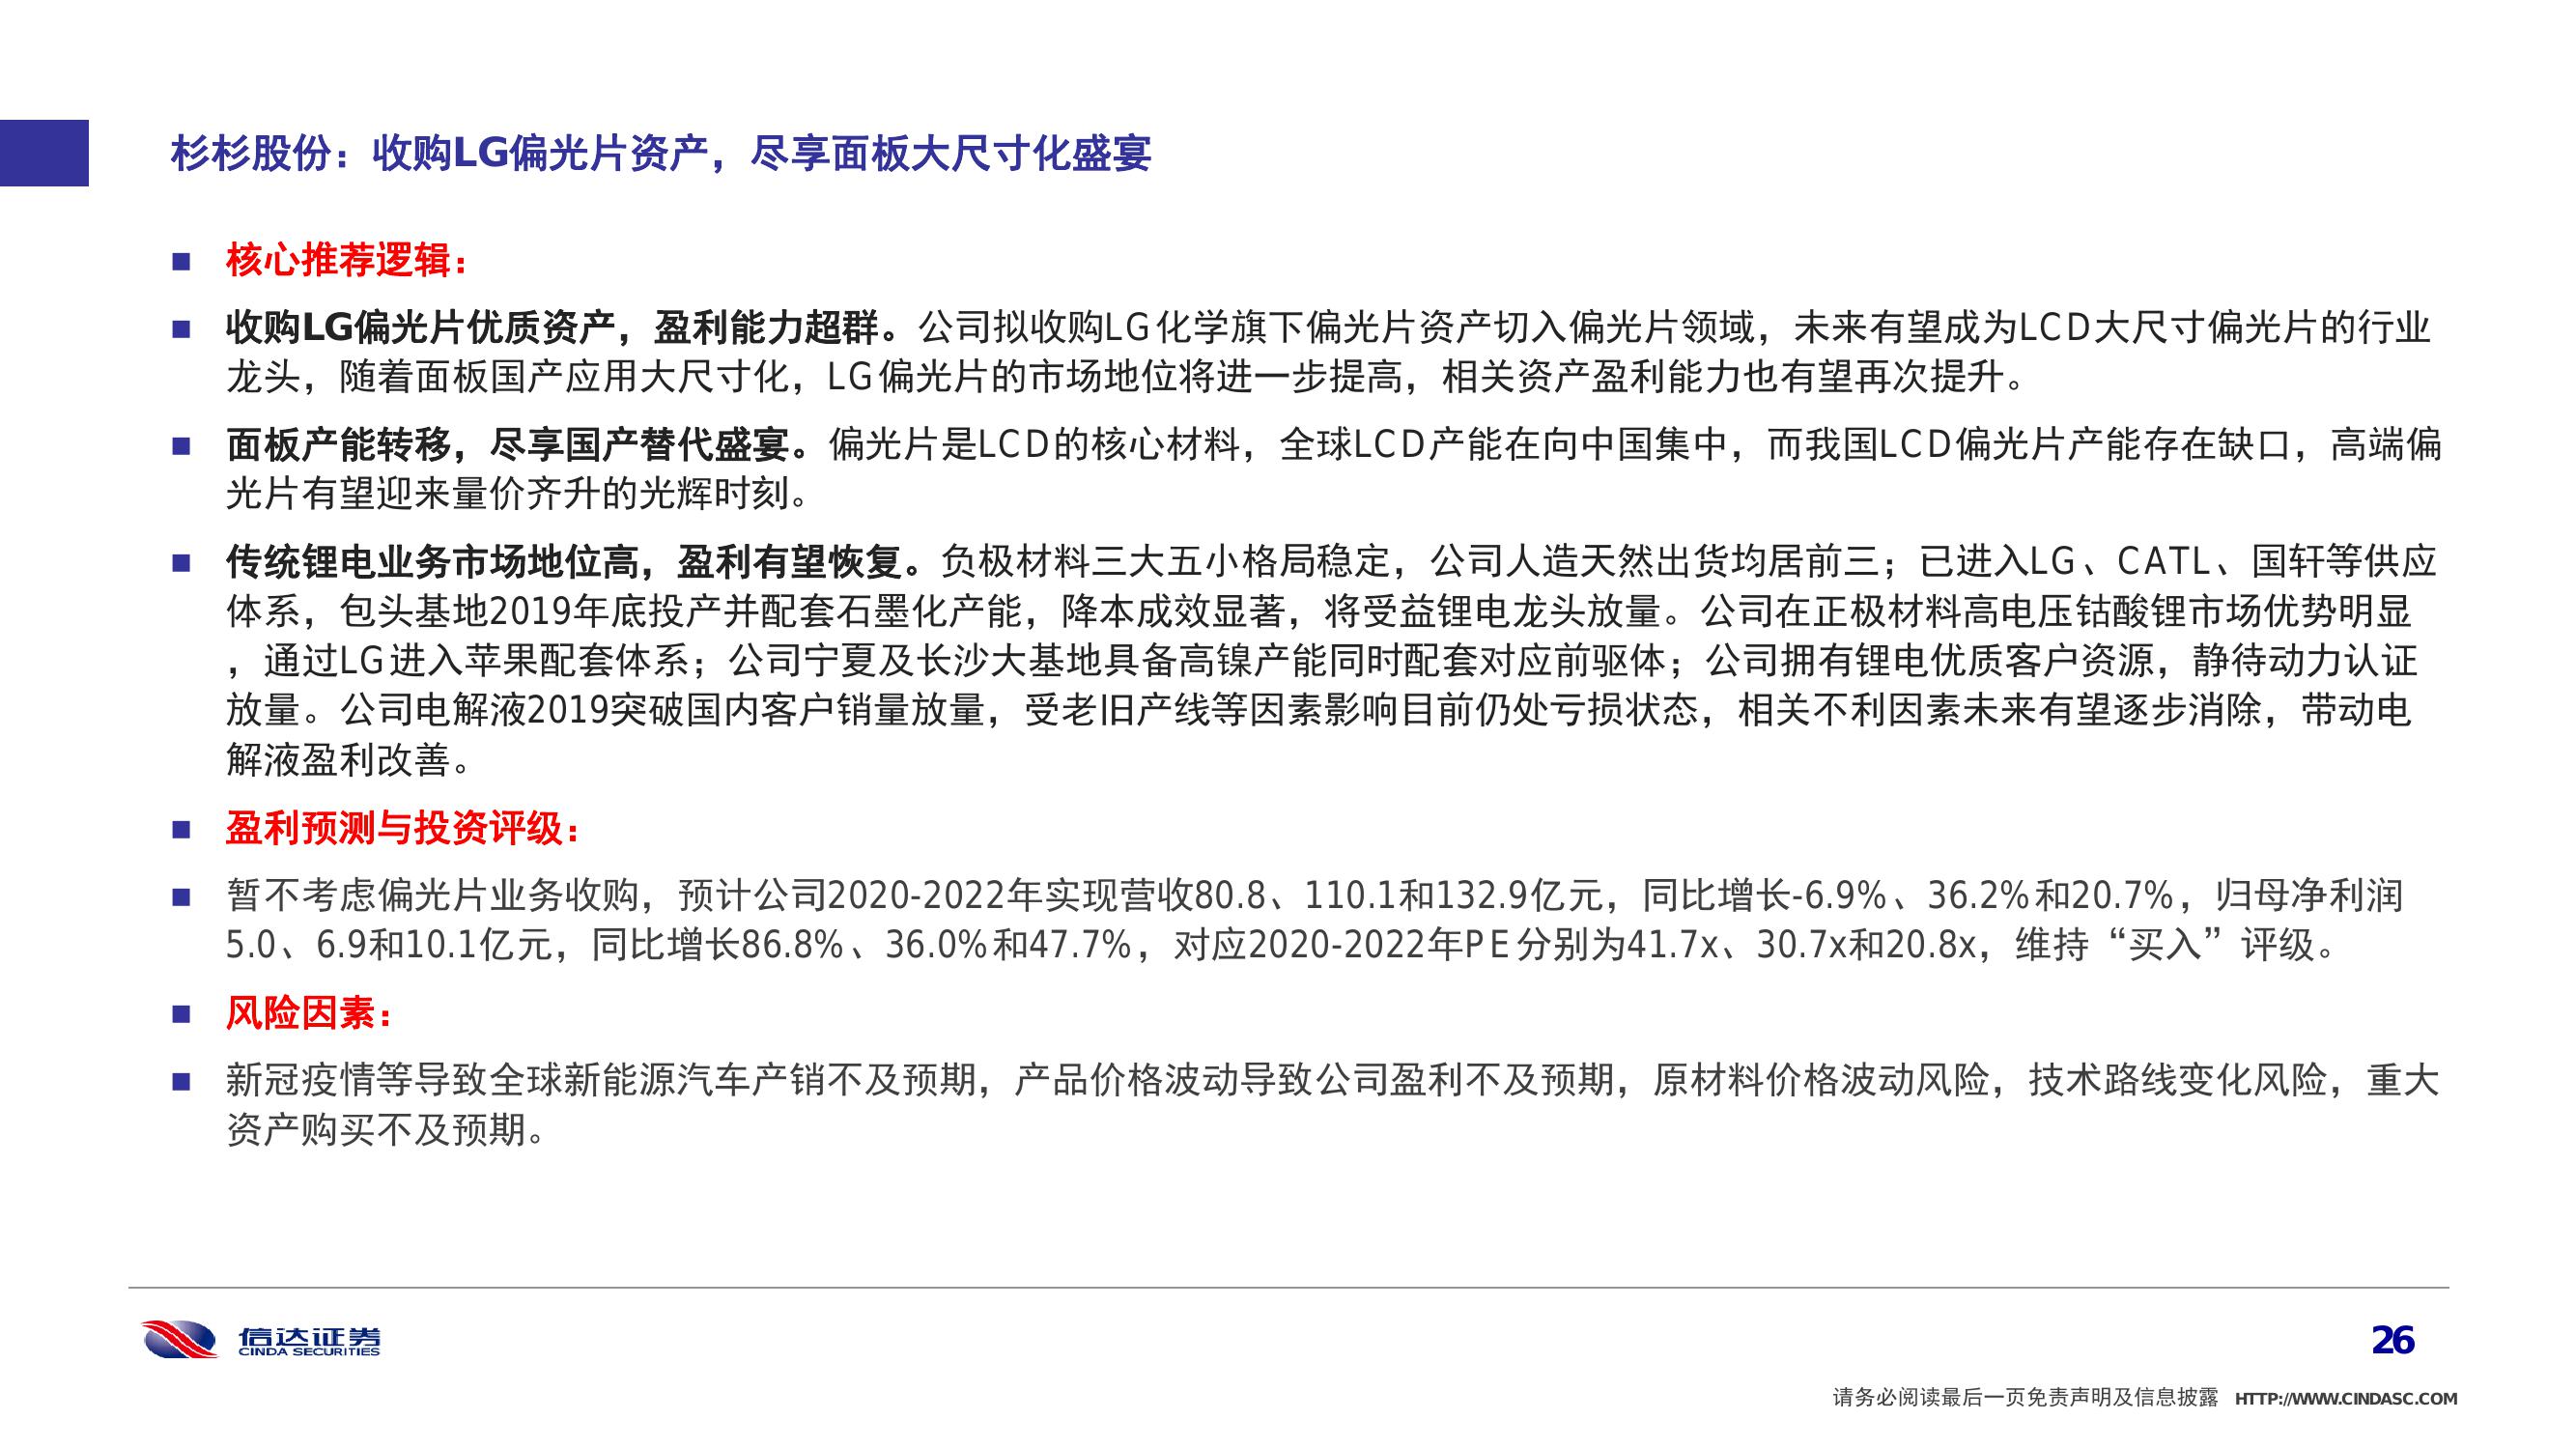 杉杉股份：收购LG偏光片资产，尽享面板大尺寸化盛宴
核心推荐逻辑：
收购LG偏光片优质资产，盈利能力超群。公司拟收购LG化学旗下偏光片资产切入偏光片领域，未来有望成为LCD大尺寸偏光片的行业
龙头，随着面板国产应用大尺寸化，LG偏光片的市场地位将进一步提高，相关资产盈利能力也有望再次提升。
面板产能转移，尽享国产替代盛宴。偏光片是LCD的核心材料，全球LCD产能在向中国集中，而我国LCD偏光片产能存在缺口，高端偏
光片有望迎来量价齐升的光辉时刻。
传统锂电业务市场地位高，盈利有望恢复。负极材料三大五小格局稳定，公司人造天然出货均居前三；已进入LG、CATL、国轩等供应
体系，包头基地2019年底投产并配套石墨化产能，降本成效显著，将受益锂电龙头放量。公司在正极材料高电压钴酸锂市场优势明显
，通过LG进入苹果配套体系；公司宁夏及长沙大基地具备高镍产能同时配套对应前驱体；公司拥有锂电优质客户资源，静待动力认证
放量。公司电解液2019突破国内客户销量放量，受老旧产线等因素影响目前仍处亏损状态，相关不利因素未来有望逐步消除，带动电
解液盈利改善。
盈利预测与投资评级：
暂不考虑偏光片业务收购，预计公司2020-2022年实现营收80.8、110.1和132.9亿元，同比增长-6.9%、36.2%和20.7%，归母净利润
5.0、6.9和10.1亿元，同比增长86.8%、36.0%和47.7%，对应2020-2022年PE分别为41.7x、30.7x和20.8x，维持“买入”评级。
风险因素：
新冠疫情等导致全球新能源汽车产销不及预期，产品价格波动导致公司盈利不及预期，原材料价格波动风险，技术路线变化风险，重大
资产购买不及预期。
信达证券
CINDA SECURITIES
26
请务必阅读最后一页免责声明及信息披露 HTTP://WWW.CINDASC.COM